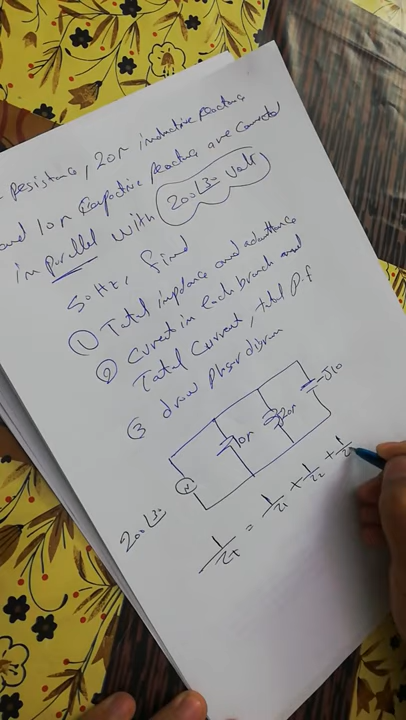 Resistance, 20Ω inductive Reactance
and 10Ω Capacitive Reactance are connected
in Parallel with 200∠30 volt,
50Hz, find
① Total impedance and admittance
② Current in each branch and
Total Current, total P.f
③ draw phasor diagram
10Ω 20Ω -J10
200∠30
1/ZT = 1/Z1 + 1/Z2 + 1/Z